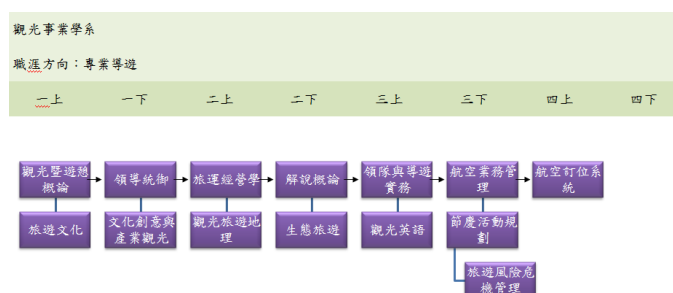 觀光事業學系
職涯方向：專業導遊
一上 一下 二上 二下 三上 三下 四上 四下
觀光暨遊憩
概論
領導統御
旅運經營學
解說概論
領隊與導遊
實務
航空業務管
理
航空訂位系
統
旅遊文化
文化創意與
產業觀光
觀光旅遊地
理
生態旅遊
觀光英語
節慶活動規
劃
旅遊風險危
機管理